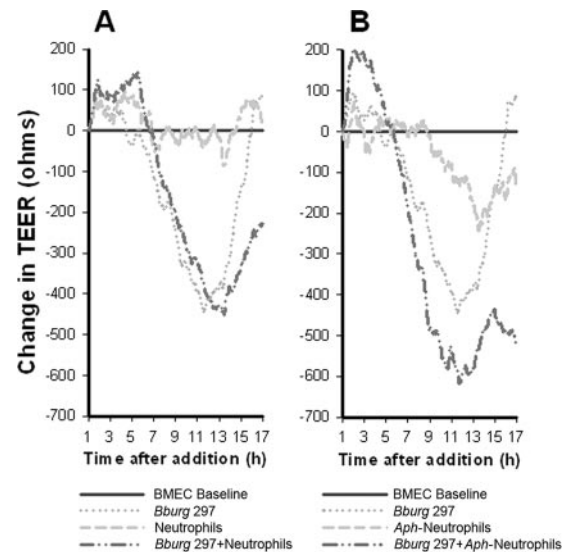 A
B
Change in TEER (ohms)
200
100
0
-100
-200
-300
-400
-500
-600
-700
1 3 5 7 9 11 13 15 17
Time after addition (h)
200
100
0
-100
-200
-300
-400
-500
-600
-700
1 3 5 7 9 11 13 15 17
Time after addition (h)
BMEC Baseline
Bburg 297
Neutrophils
Bburg 297+Neutrophils
BMEC Baseline
Bburg 297
Aph-Neutrophils
Bburg 297+Aph-Neutrophils